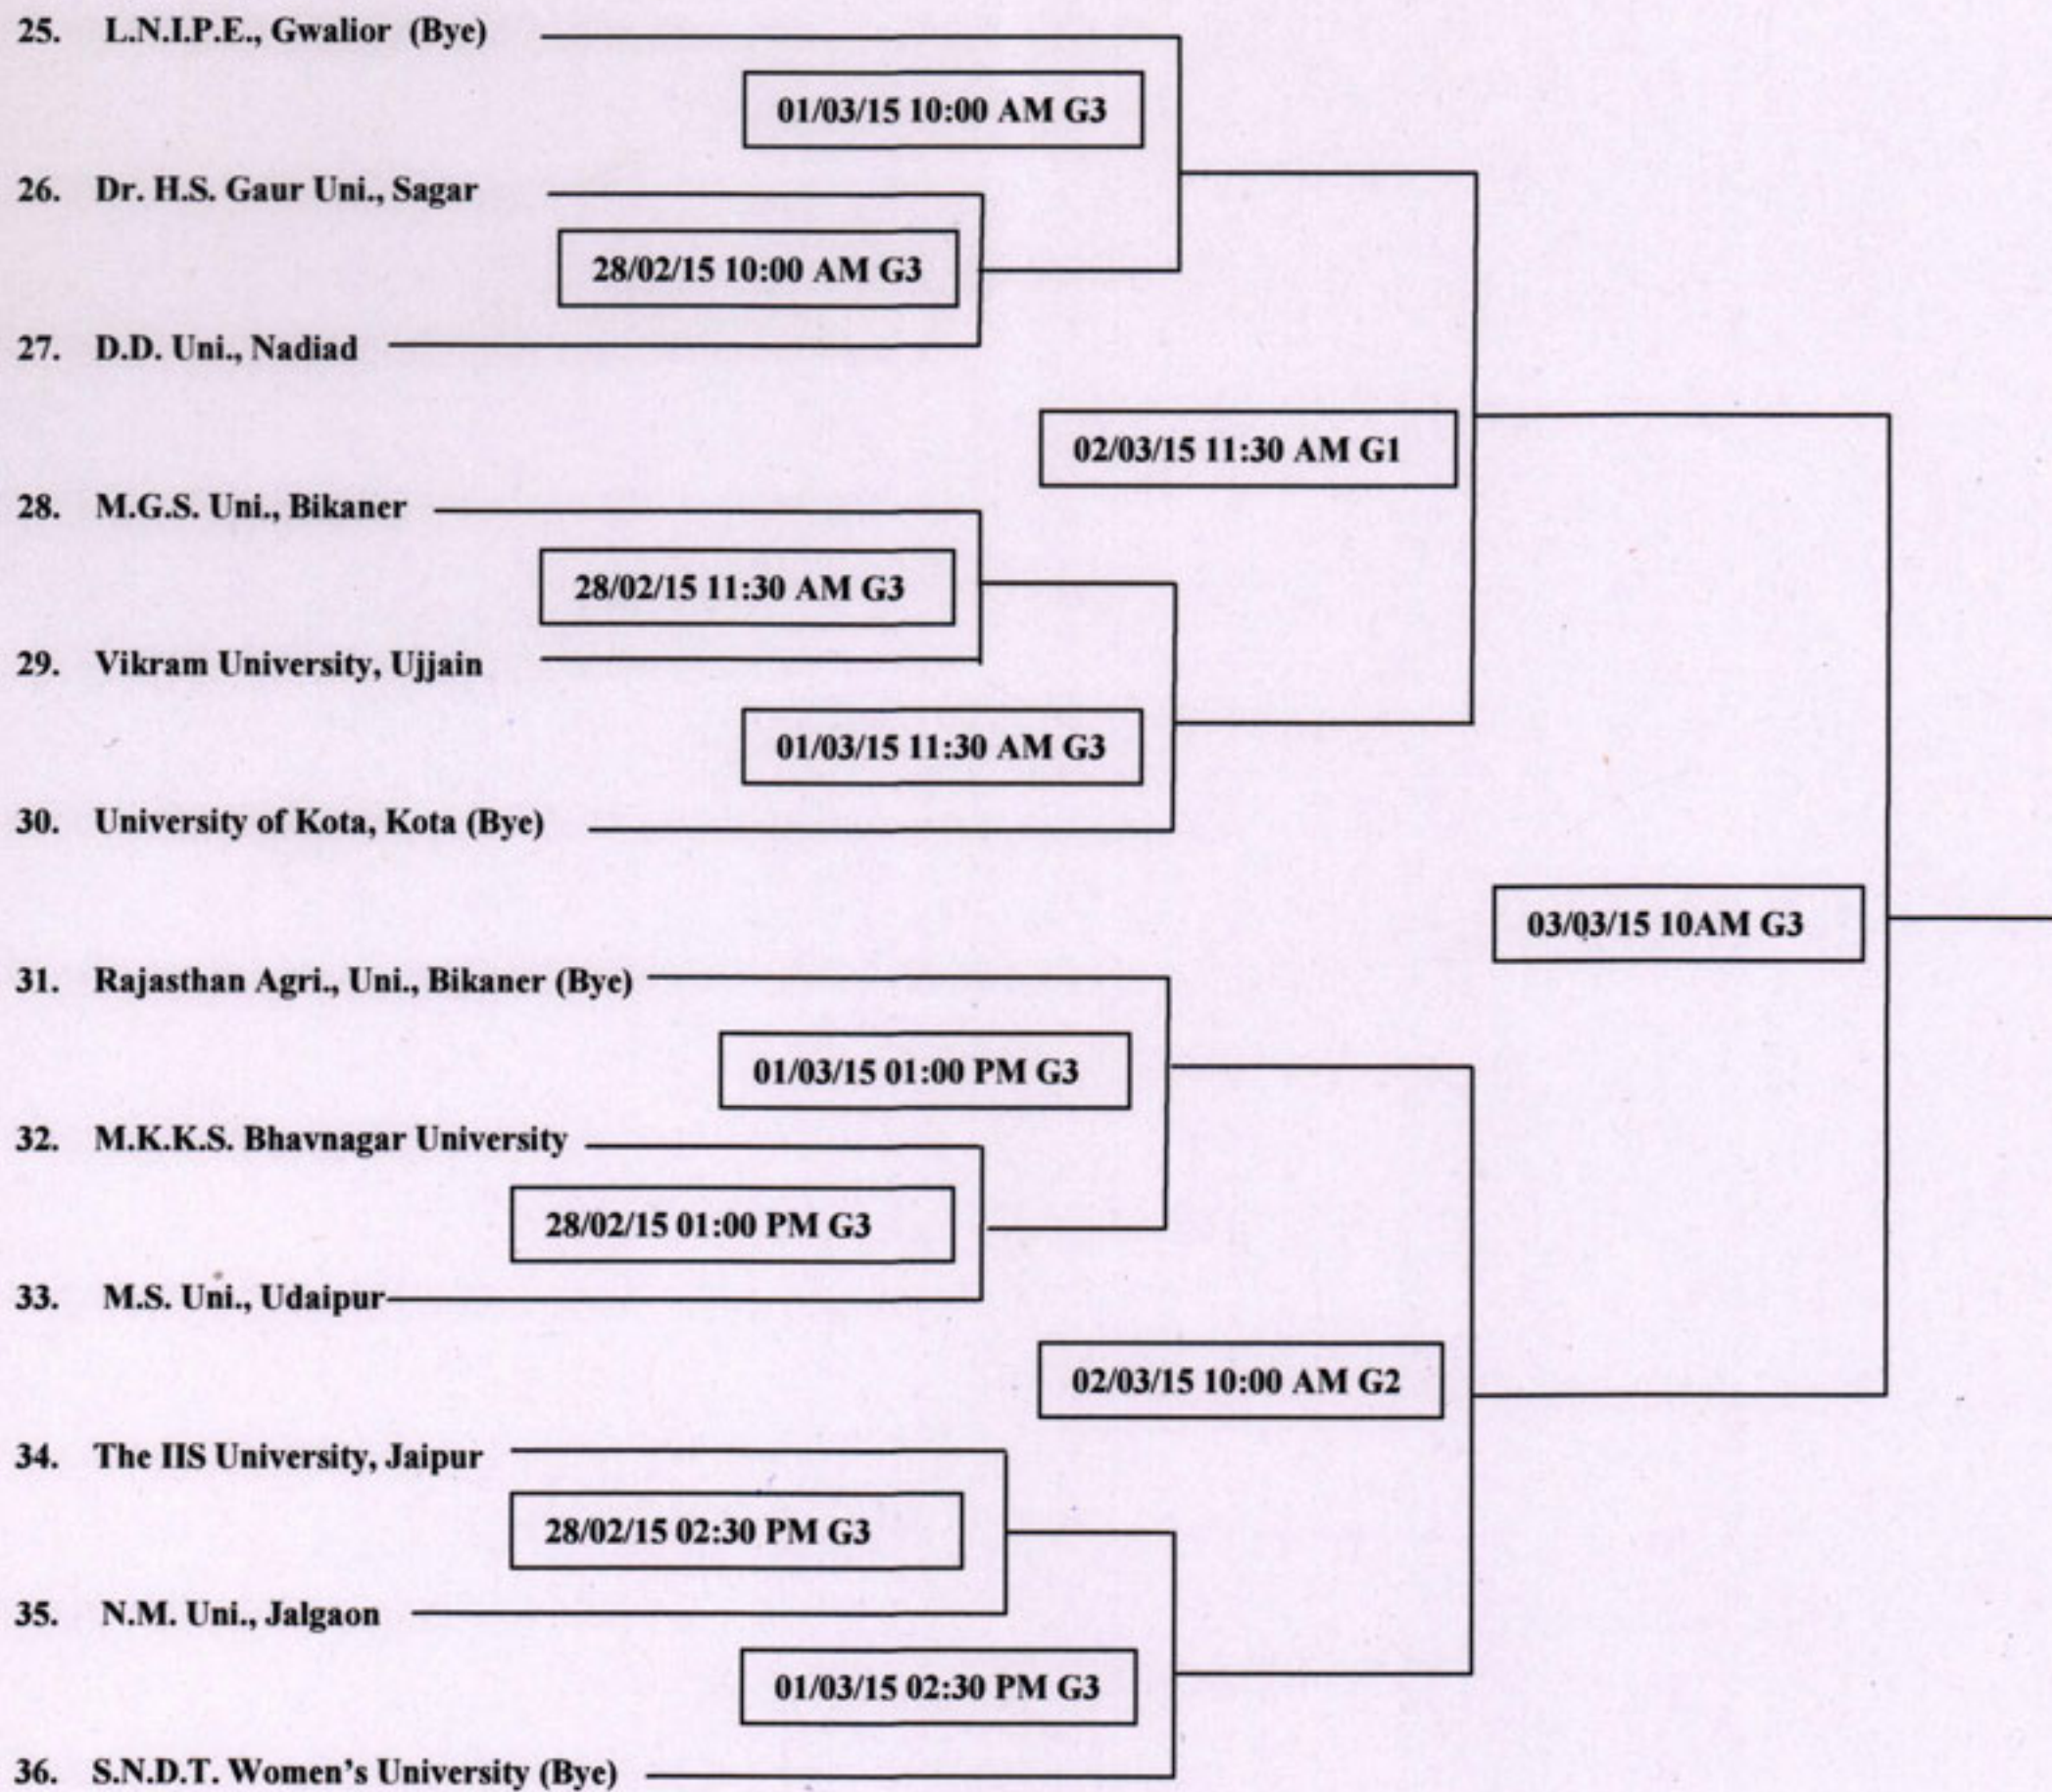 25. L.N.I.P.E., Gwalior (Bye)
01/03/15 10:00 AM G3
26. Dr. H.S. Gaur Uni., Sagar
28/02/15 10:00 AM G3
27. D.D. Uni., Nadiad
02/03/15 11:30 AM G1
28. M.G.S. Uni., Bikaner
28/02/15 11:30 AM G3
29. Vikram University, Ujjain
01/03/15 11:30 AM G3
30. University of Kota, Kota (Bye)
03/03/15 10AM G3
31. Rajasthan Agri., Uni., Bikaner (Bye)
01/03/15 01:00 PM G3
32. M.K.K.S. Bhavnagar University
28/02/15 01:00 PM G3
33. M.S. Uni., Udaipur
02/03/15 10:00 AM G2
34. The IIS University, Jaipur
28/02/15 02:30 PM G3
35. N.M. Uni., Jalgaon
01/03/15 02:30 PM G3
36. S.N.D.T. Women's University (Bye)